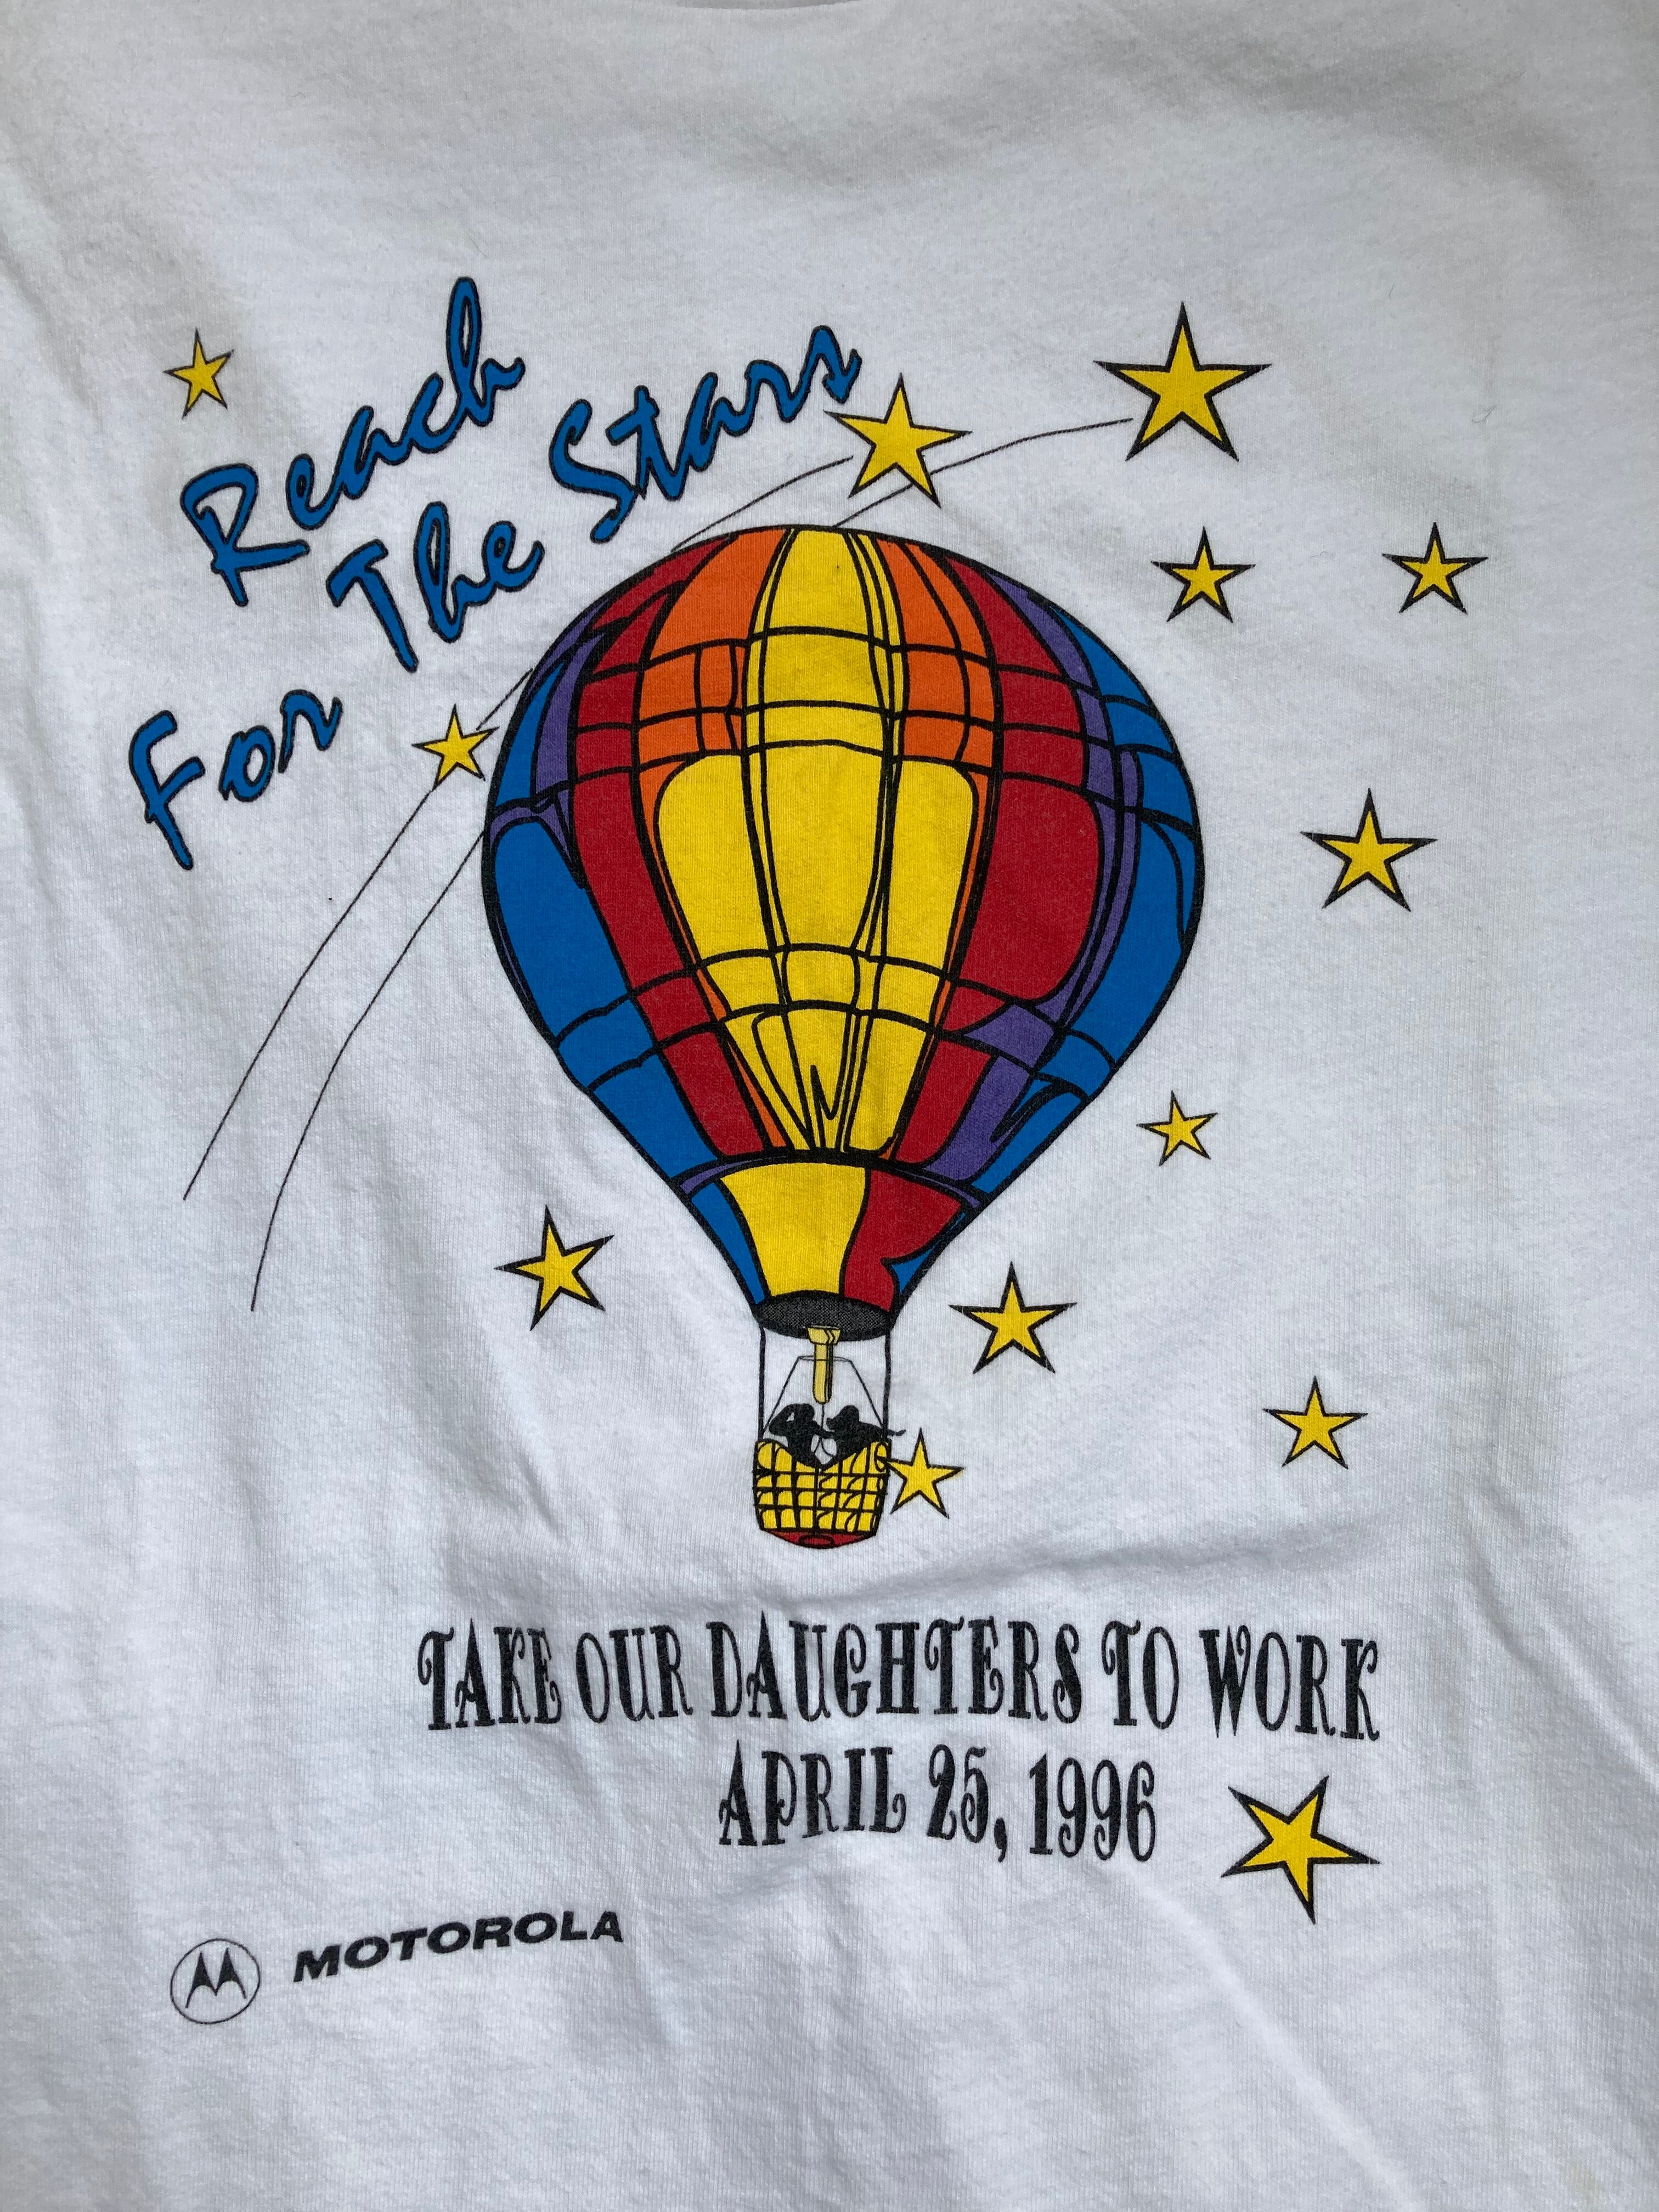 Reach
For The Stars
TAKE OUR DAUGHTERS TO WORK
APRIL 25, 1996
MOTOROLA